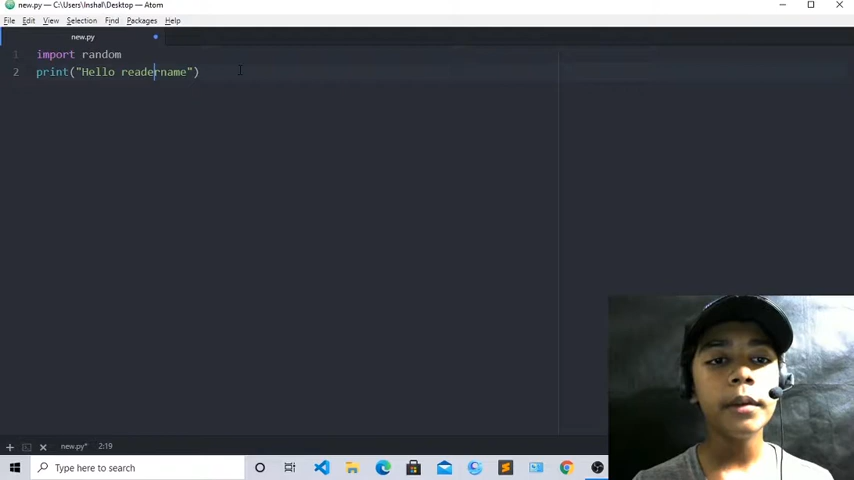 new.py — C:\Users\Inshal\Desktop — Atom
File Edit View Selection Find Packages Help
new.py
1 import random
2 print("Hello readername")
new.py* 2:19
Type here to search